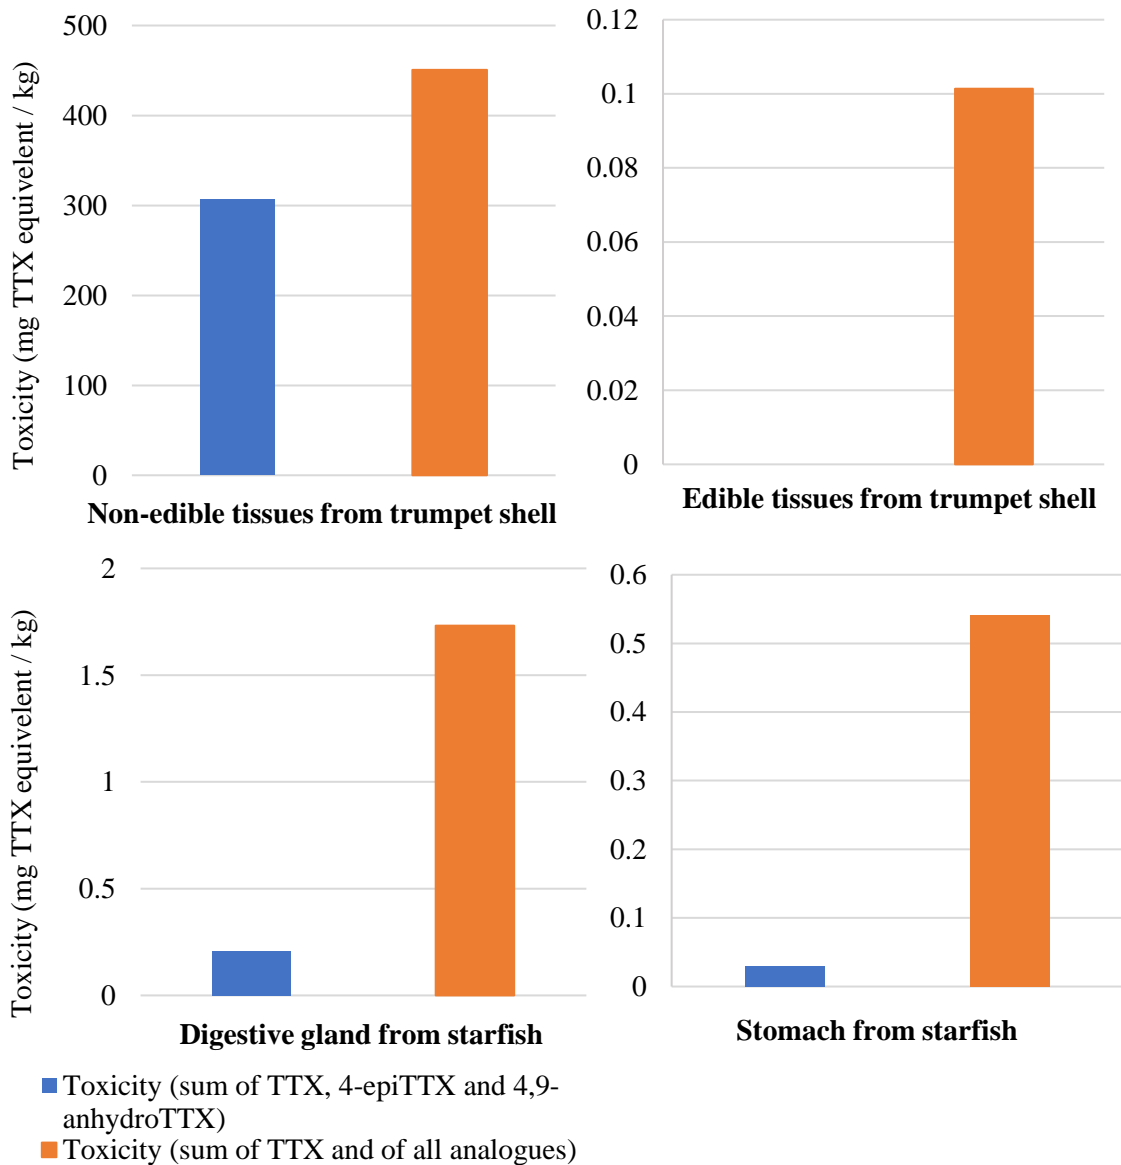 Toxicity (mg TTX equivelent / kg)
500
400
300
200
100
0
Non-edible tissues from trumpet shell
0.12
0.1
0.08
0.06
0.04
0.02
0
Edible tissues from trumpet shell
Toxicity (mg TTX equivelent / kg)
2
1.5
1
0.5
0
Digestive gland from starfish
0.6
0.5
0.4
0.3
0.2
0.1
0
Stomach from starfish
Toxicity (sum of TTX, 4-epiTTX and 4,9-
anhydroTTX)
Toxicity (sum of TTX and of all analogues)